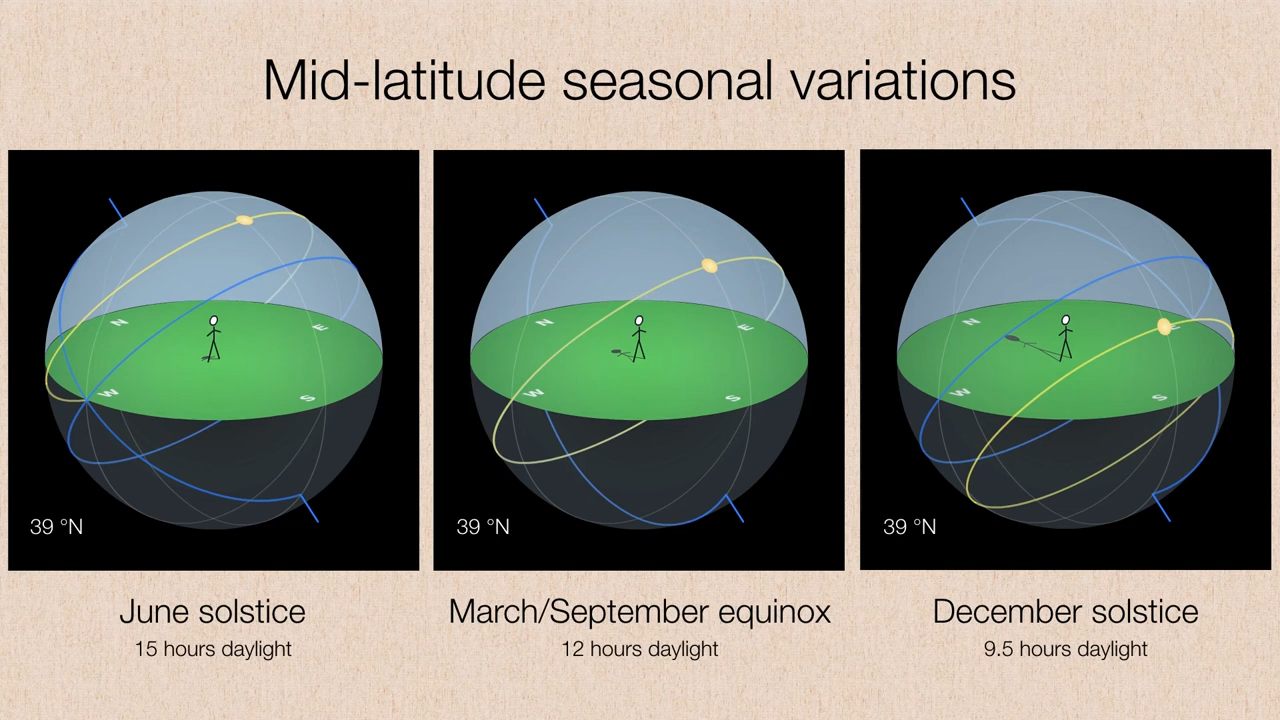 Mid-latitude seasonal variations
N
E
W
S
39 °N
N
E
W
S
39 °N
N
E
W
S
39 °N
June solstice
15 hours daylight
March/September equinox
12 hours daylight
December solstice
9.5 hours daylight